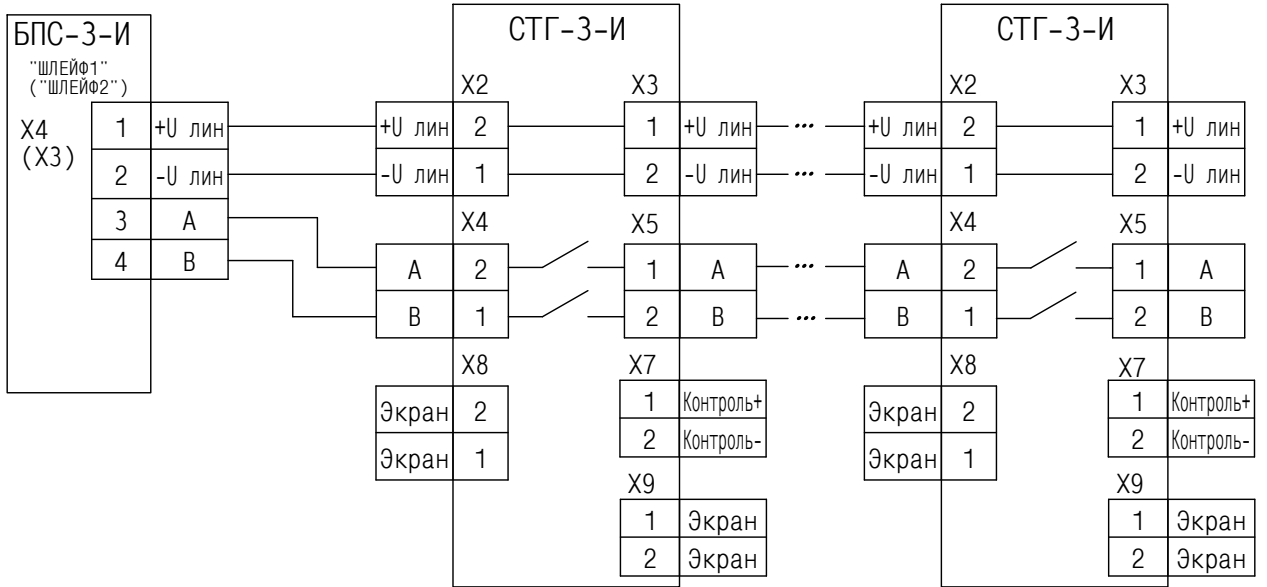 БПС-3-И
"ШЛЕЙФ1"
("ШЛЕЙФ2")
X4
(X3)
1 +U лин
2 -U лин
3 A
4 B
СТГ-3-И
X2 X3
+U лин 2 1 +U лин ...
-U лин 1 2 -U лин ...
X4 X5
A 2 1 A ...
B 1 2 B ...
X8 X7
Экран 2 1 Контроль+
Экран 1 2 Контроль-
X9
1 Экран
2 Экран
СТГ-3-И
X2 X3
+U лин 2 1 +U лин
-U лин 1 2 -U лин
X4 X5
A 2 1 A
B 1 2 B
X8 X7
Экран 2 1 Контроль+
Экран 1 2 Контроль-
X9
1 Экран
2 Экран